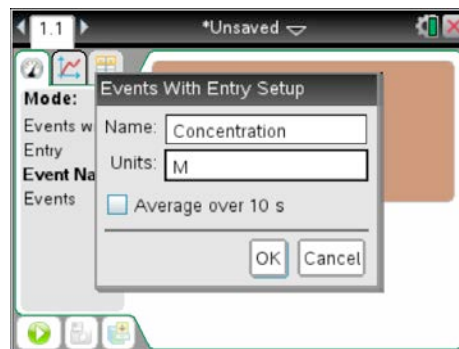 1.1
*Unsaved
Mode:
Events w
Entry
Event Na
Events
Events With Entry Setup
Name: Concentration
Units: M
Average over 10 s
OK Cancel